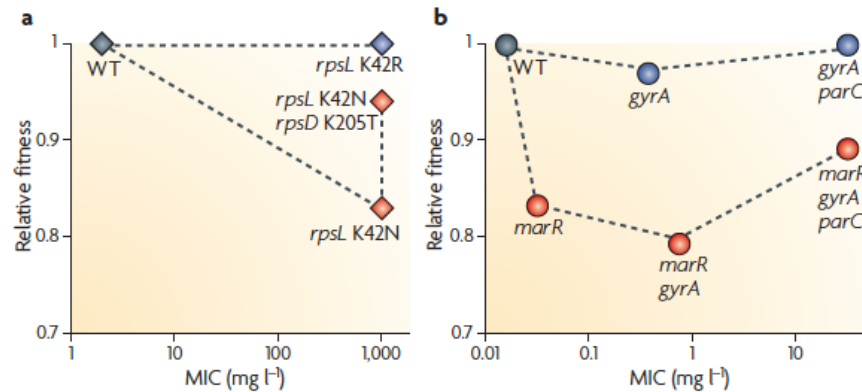 a
Relative fitness
1
0.9
0.8
0.7
WT
rpsL K42R
rpsL K42N
rpsD K205T
rpsL K42N
1
10
100
1,000
MIC (mg l⁻¹)
b
Relative fitness
1
0.9
0.8
0.7
WT
gyrA
gyrA
parC
marR
marR
gyrA
marR
gyrA
parC
0.01
0.1
1
10
MIC (mg l⁻¹)